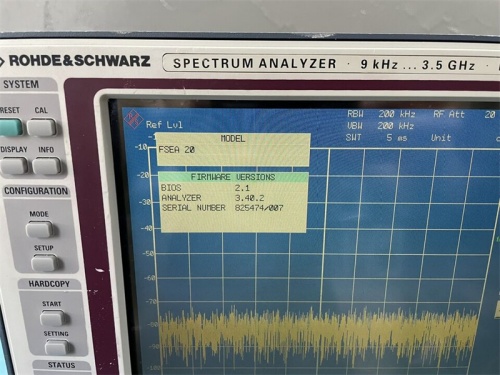 ROHDE & SCHWARZ
SPECTRUM ANALYZER · 9 kHz ... 3.5 GHz ·
SYSTEM
RESET CAL
DISPLAY INFO
CONFIGURATION
MODE
SETUP
HARDCOPY
START
SETTING
STATUS
RBW 200 kHz RF Att 20
Ref Lvl VBW 200 kHz
-10 SWT 5 ms Unit
MODEL
FSEA 20
FIRMWARE VERSIONS
BIOS 2.1
ANALYZER 3.40.2
SERIAL NUMBER 825474/007
-10
-20
-30
-40
-50
-60
-70
-80
-90